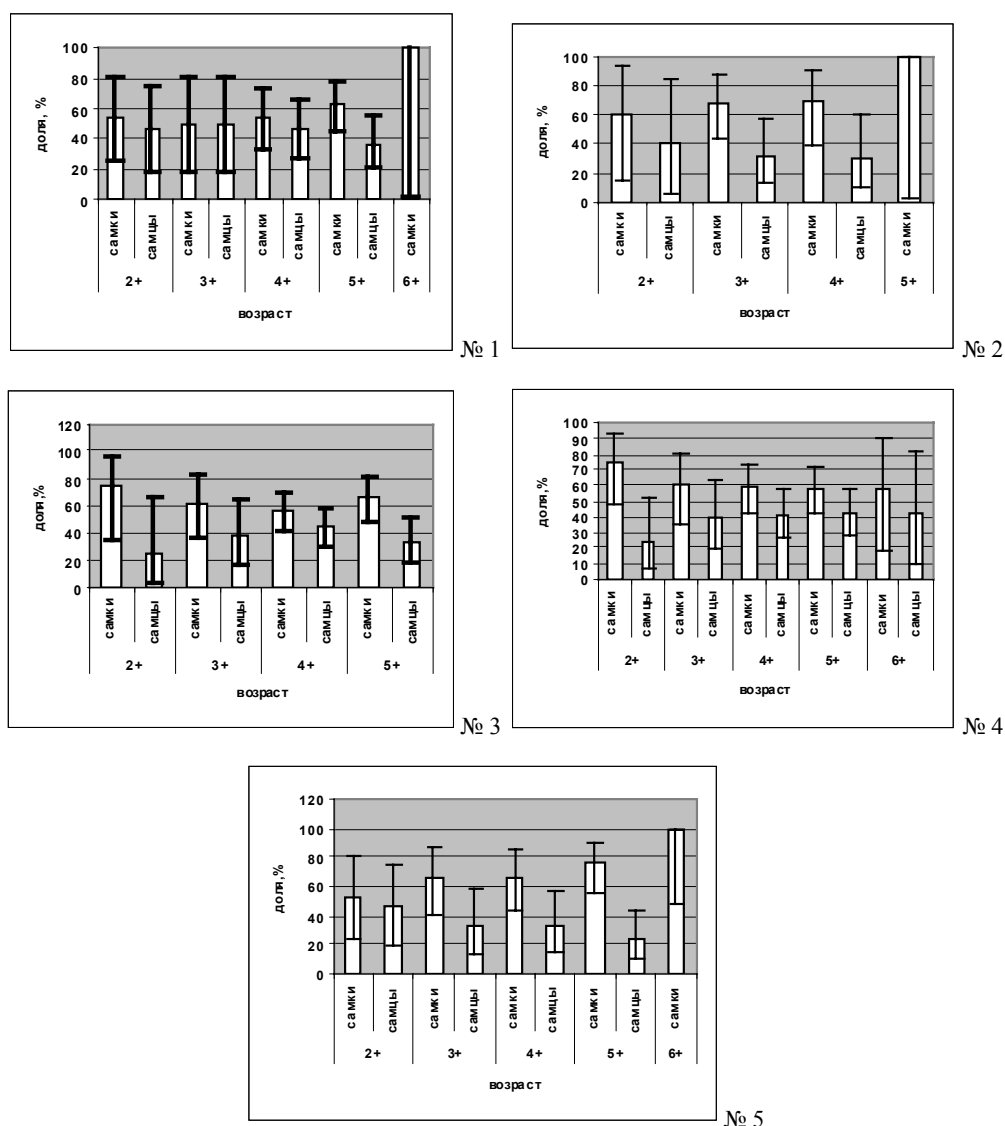 100
80
60
40
20
0
доля, %
самки
самцы
самки
самцы
самки
самцы
самки
самцы
самки
2+
3+
4+
5+
6+
возраст
№ 1
100
80
60
40
20
0
доля, %
самки
самцы
самки
самцы
самки
самцы
самки
2+
3+
4+
5+
возраст
№ 2
120
100
80
60
40
20
0
доля,%
самки
самцы
самки
самцы
самки
самцы
самки
самцы
2+
3+
4+
5+
возраст
№ 3
100
90
80
70
60
50
40
30
20
10
0
доля,%
самки
самцы
самки
самцы
самки
самцы
самки
самцы
самки
самцы
2+
3+
4+
5+
6+
возраст
№ 4
120
100
80
60
40
20
0
доля,%
самки
самцы
самки
самцы
самки
самцы
самки
самцы
самки
2+
3+
4+
5+
6+
возраст
№ 5